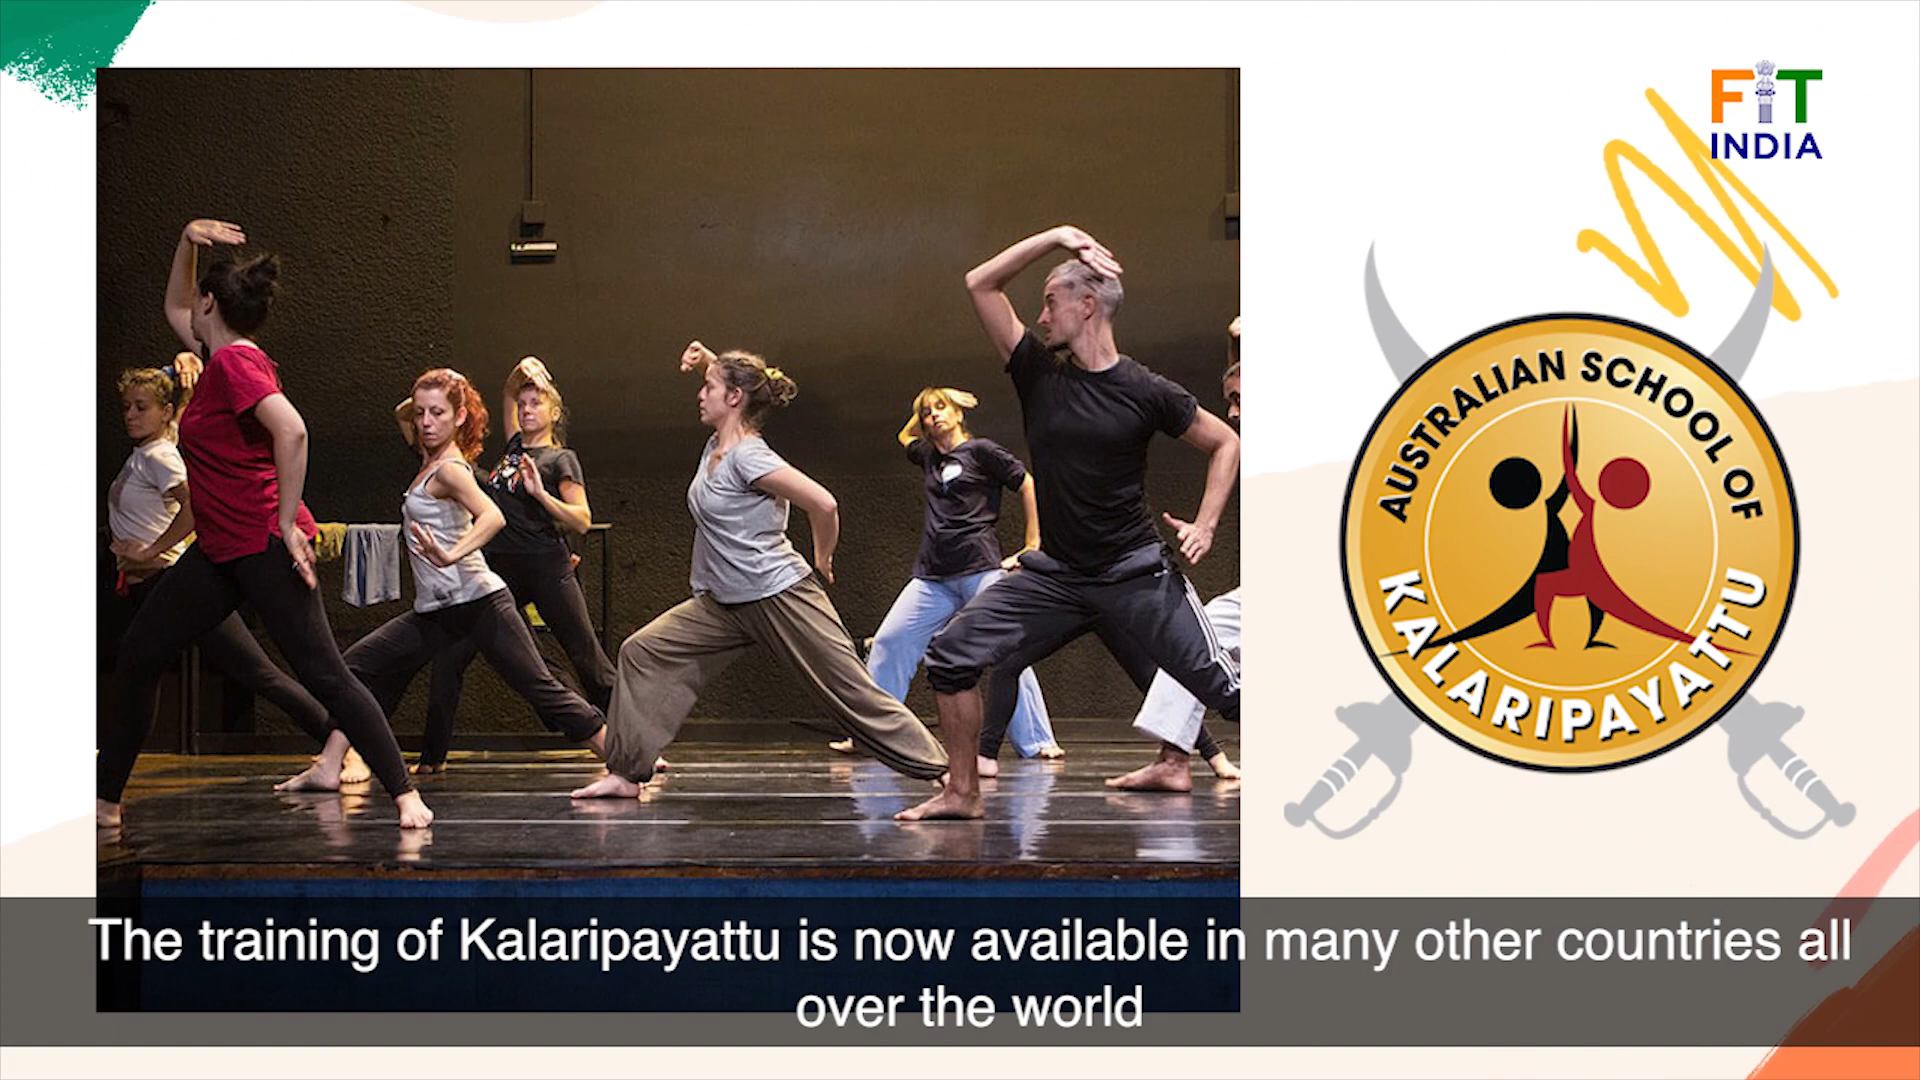 FIT
INDIA
AUSTRALIAN SCHOOL OF
KALARIPAYATTU
The training of Kalaripayattu is now available in many other countries all
over the world